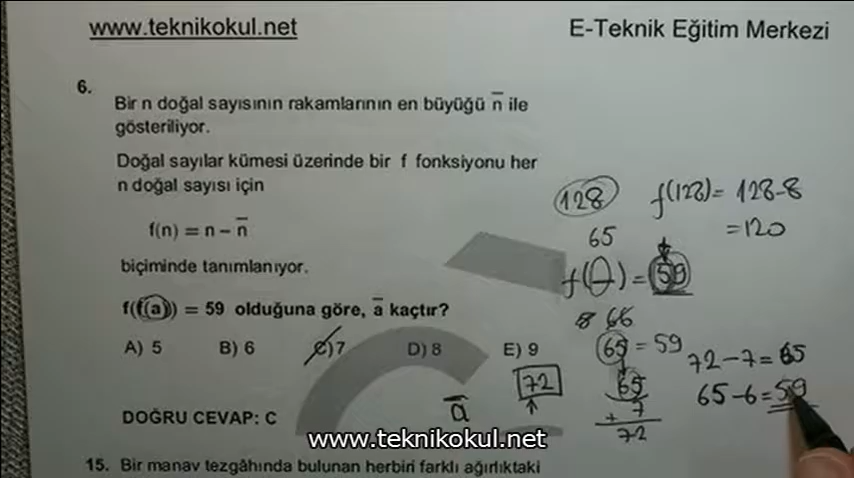 www.teknikokul.net
E-Teknik Eğitim Merkezi
6.
Bir n doğal sayısının rakamlarının en büyüğü n̅ ile
gösteriliyor.
Doğal sayılar kümesi üzerinde bir f fonksiyonu her
n doğal sayısı için
f(n) = n – n̅
biçiminde tanımlanıyor.
f(f(a)) = 59 olduğuna göre, a̅ kaçtır?
A) 5 B) 6 C) 7 D) 8 E) 9
DOĞRU CEVAP: C
128
f(128) = 128-8
= 120
65
f( ) = 59
66
65 = 59
65
+ 7
72
72
a̅
72 – 7 = 65
65 – 6 = 59
www.teknikokul.net
15. Bir manav tezgâhında bulunan herbiri farklı ağırlıktaki